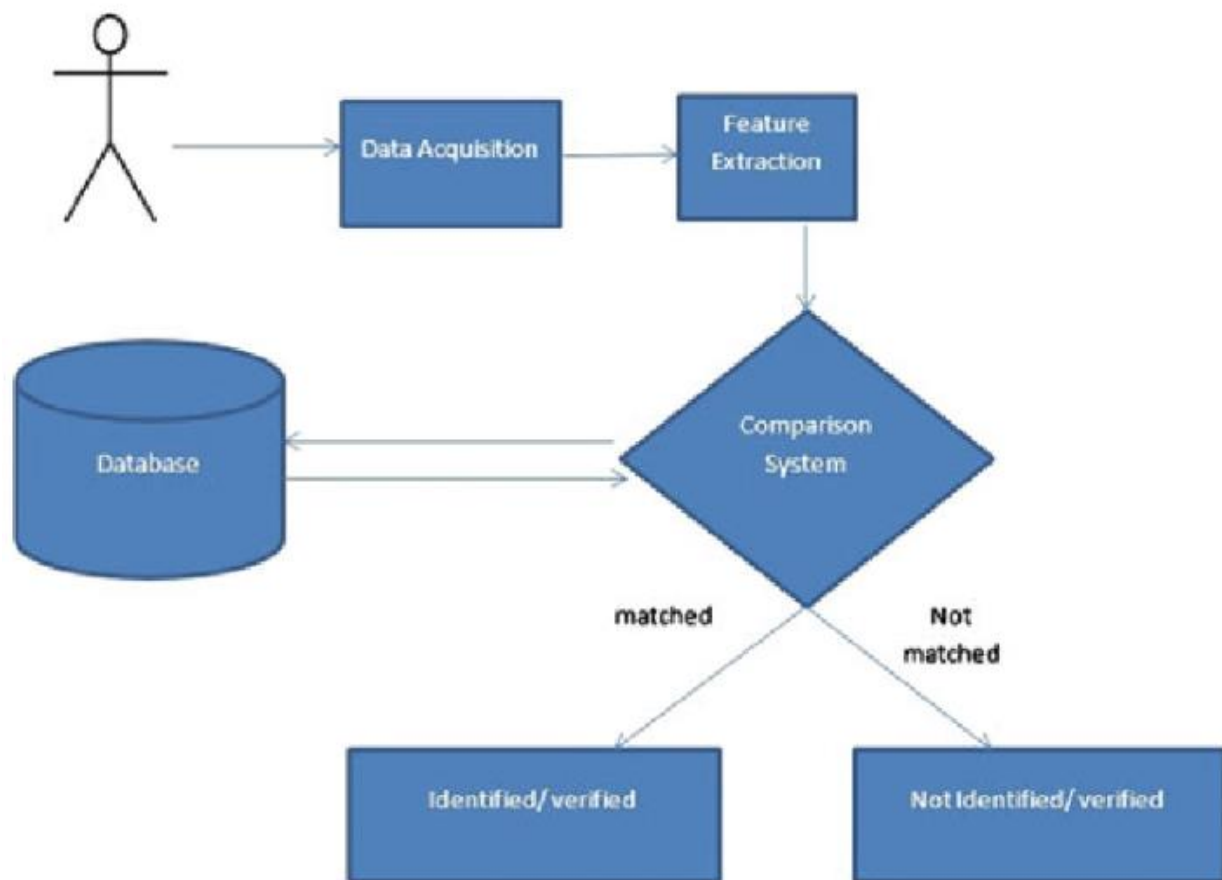 Data Acquisition
Feature
Extraction
Comparison
System
Database
matched
Not
matched
Identified/ verified
Not Identified/ verified